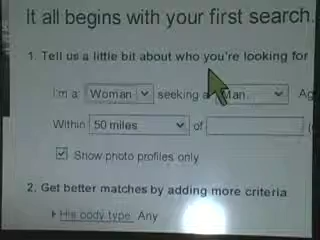 It all begins with your first search.
1. Tell us a little bit about who you're looking for
I'm a: Woman seeking a Man
Within 50 miles of
Show photo profiles only
2. Get better matches by adding more criteria
His body type: Any